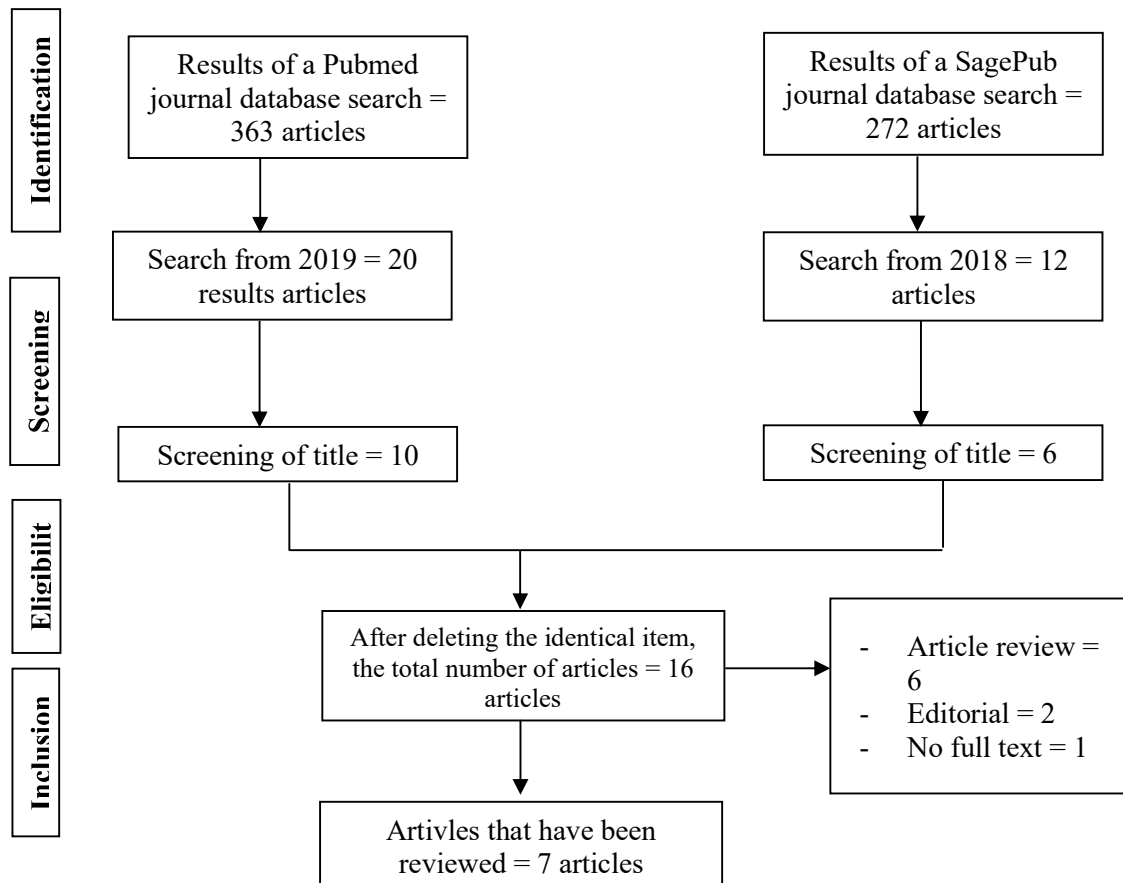 Identification
Results of a Pubmed
journal database search =
363 articles
Results of a SagePub
journal database search =
272 articles
Search from 2019 = 20
results articles
Search from 2018 = 12
articles
Screening
Screening of title = 10
Screening of title = 6
Eligibilit
After deleting the identical item,
the total number of articles = 16
articles
- Article review =
6
- Editorial = 2
- No full text = 1
Inclusion
Artivles that have been
reviewed = 7 articles